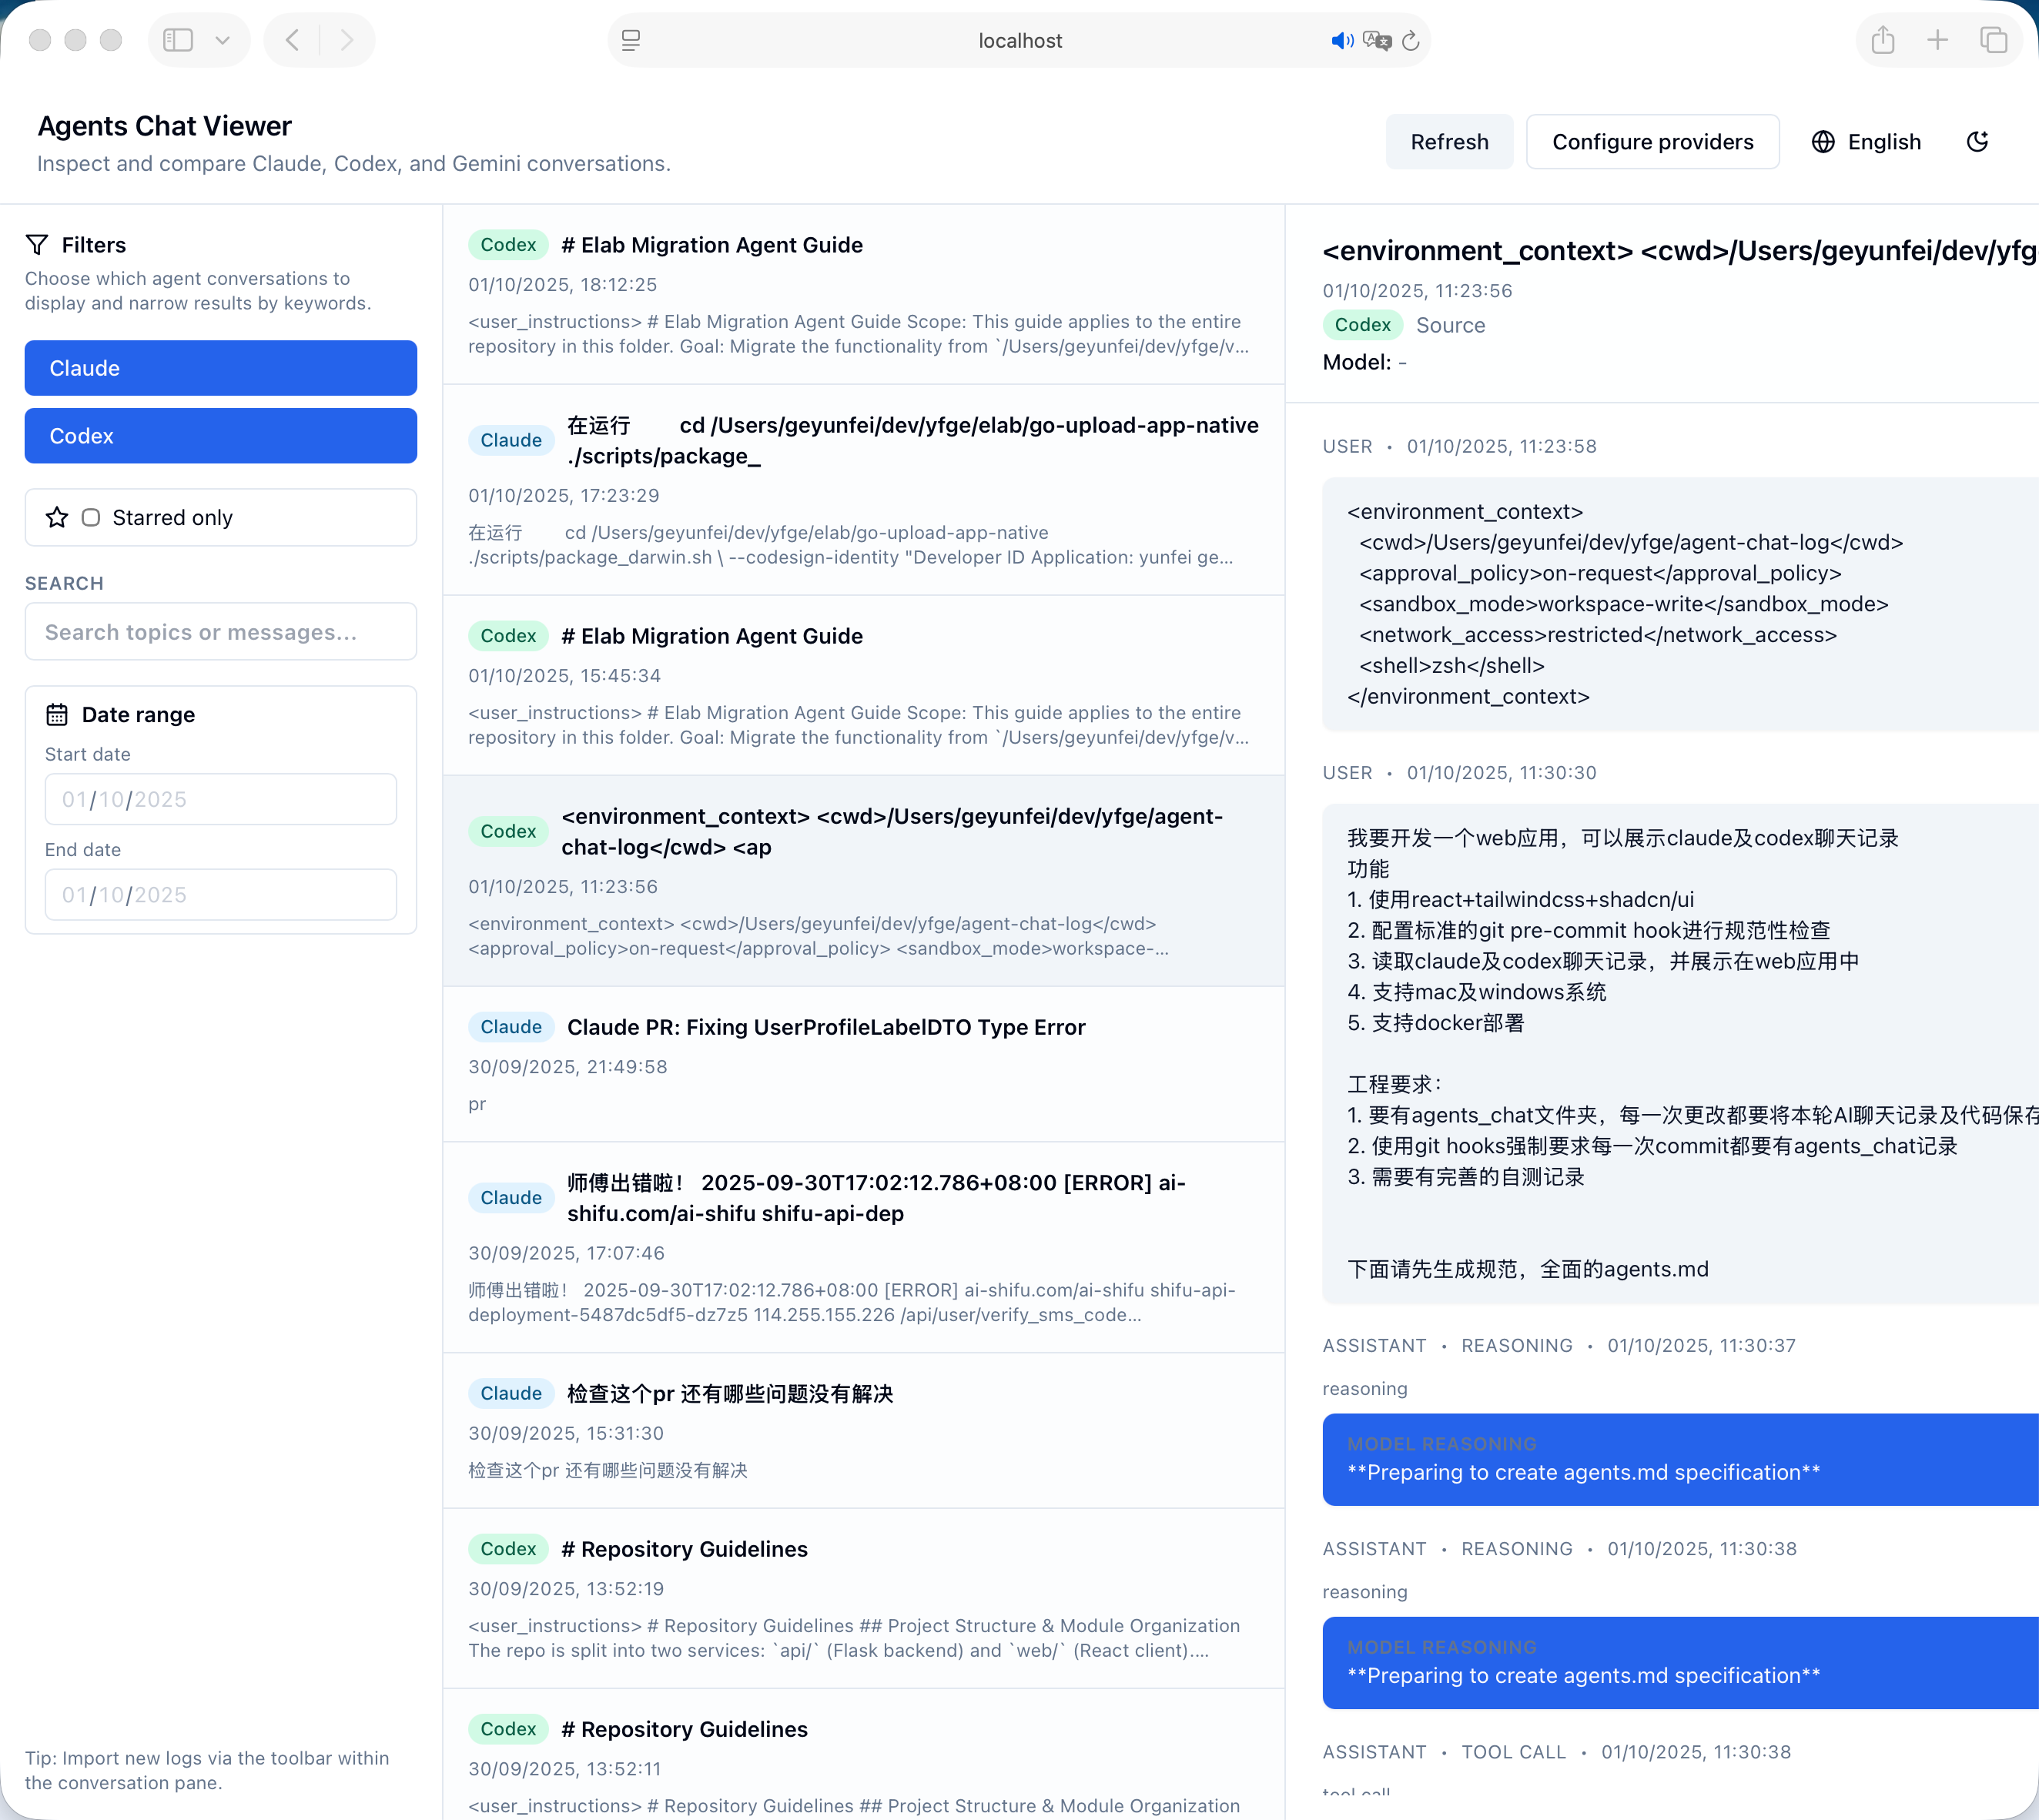 localhost
Agents Chat Viewer
Inspect and compare Claude, Codex, and Gemini conversations.
Refresh
Configure providers
English
Filters
Choose which agent conversations to
display and narrow results by keywords.
Claude
Codex
Starred only
SEARCH
Search topics or messages...
Date range
Start date
01/10/2025
End date
01/10/2025
Tip: Import new logs via the toolbar within
the conversation pane.
Codex # Elab Migration Agent Guide
01/10/2025, 18:12:25
<user_instructions> # Elab Migration Agent Guide Scope: This guide applies to the entire
repository in this folder. Goal: Migrate the functionality from `/Users/geyunfei/dev/yfge/v...
Claude 在运行 cd /Users/geyunfei/dev/yfge/elab/go-upload-app-native
./scripts/package_
01/10/2025, 17:23:29
在运行 cd /Users/geyunfei/dev/yfge/elab/go-upload-app-native
./scripts/package_darwin.sh \ --codesign-identity "Developer ID Application: yunfei ge...
Codex # Elab Migration Agent Guide
01/10/2025, 15:45:34
<user_instructions> # Elab Migration Agent Guide Scope: This guide applies to the entire
repository in this folder. Goal: Migrate the functionality from `/Users/geyunfei/dev/yfge/v...
Codex <environment_context> <cwd>/Users/geyunfei/dev/yfge/agent-
chat-log</cwd> <ap
01/10/2025, 11:23:56
<environment_context> <cwd>/Users/geyunfei/dev/yfge/agent-chat-log</cwd>
<approval_policy>on-request</approval_policy> <sandbox_mode>workspace-...
Claude Claude PR: Fixing UserProfileLabelDTO Type Error
30/09/2025, 21:49:58
pr
Claude 师傅出错啦！ 2025-09-30T17:02:12.786+08:00 [ERROR] ai-
shifu.com/ai-shifu shifu-api-dep
30/09/2025, 17:07:46
师傅出错啦！ 2025-09-30T17:02:12.786+08:00 [ERROR] ai-shifu.com/ai-shifu shifu-api-
deployment-5487dc5df5-dz7z5 114.255.155.226 /api/user/verify_sms_code...
Claude 检查这个pr 还有哪些问题没有解决
30/09/2025, 15:31:30
检查这个pr 还有哪些问题没有解决
Codex # Repository Guidelines
30/09/2025, 13:52:19
<user_instructions> # Repository Guidelines ## Project Structure & Module Organization
The repo is split into two services: `api/` (Flask backend) and `web/` (React client)....
Codex # Repository Guidelines
30/09/2025, 13:52:11
<user_instructions> # Repository Guidelines ## Project Structure & Module Organization
<environment_context> <cwd>/Users/geyunfei/dev/yfg
01/10/2025, 11:23:56
Codex Source
Model: -
USER • 01/10/2025, 11:23:58
<environment_context>
<cwd>/Users/geyunfei/dev/yfge/agent-chat-log</cwd>
<approval_policy>on-request</approval_policy>
<sandbox_mode>workspace-write</sandbox_mode>
<network_access>restricted</network_access>
<shell>zsh</shell>
</environment_context>
USER • 01/10/2025, 11:30:30
我要开发一个web应用，可以展示claude及codex聊天记录
功能
1. 使用react+tailwindcss+shadcn/ui
2. 配置标准的git pre-commit hook进行规范性检查
3. 读取claude及codex聊天记录，并展示在web应用中
4. 支持mac及windows系统
5. 支持docker部署
工程要求：
1. 要有agents_chat文件夹，每一次更改都要将本轮AI聊天记录及代码保存
2. 使用git hooks强制要求每一次commit都要有agents_chat记录
3. 需要有完善的自测记录
下面请先生成规范，全面的agents.md
ASSISTANT • REASONING • 01/10/2025, 11:30:37
reasoning
MODEL REASONING
**Preparing to create agents.md specification**
ASSISTANT • REASONING • 01/10/2025, 11:30:38
reasoning
MODEL REASONING
**Preparing to create agents.md specification**
ASSISTANT • TOOL CALL • 01/10/2025, 11:30:38
tool call